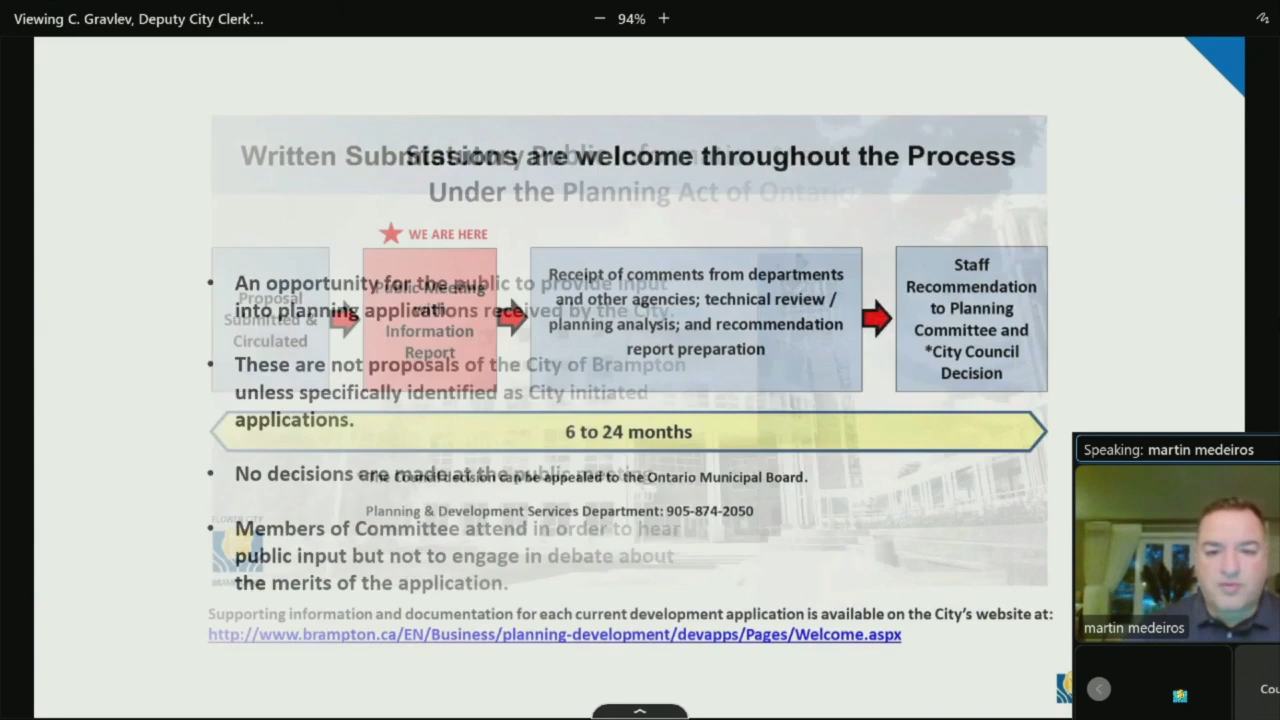 Viewing C. Gravlev, Deputy City Clerk'...
94%
Written Submissions are welcome throughout the Process
Under the Planning Act of Ontario
WE ARE HERE
Proposal
Submitted &
Circulated
Public Meeting
with
Information
Report
Receipt of comments from departments
and other agencies; technical review /
planning analysis; and recommendation
report preparation
Staff
Recommendation
to Planning
Committee and
*City Council
Decision
• An opportunity for the public to provide input
into planning applications received by the City.
• These are not proposals of the City of Brampton
unless specifically identified as City initiated
applications.
6 to 24 months
• No decisions are made at the public meeting
*The Council decision can be appealed to the Ontario Municipal Board.
Planning & Development Services Department: 905-874-2050
• Members of Committee attend in order to hear
public input but not to engage in debate about
the merits of the application.
FLOWER CITY
Supporting information and documentation for each current development application is available on the City's website at:
http://www.brampton.ca/EN/Business/planning-development/devapps/Pages/Welcome.aspx
Speaking: martin medeiros
martin medeiros
Cou